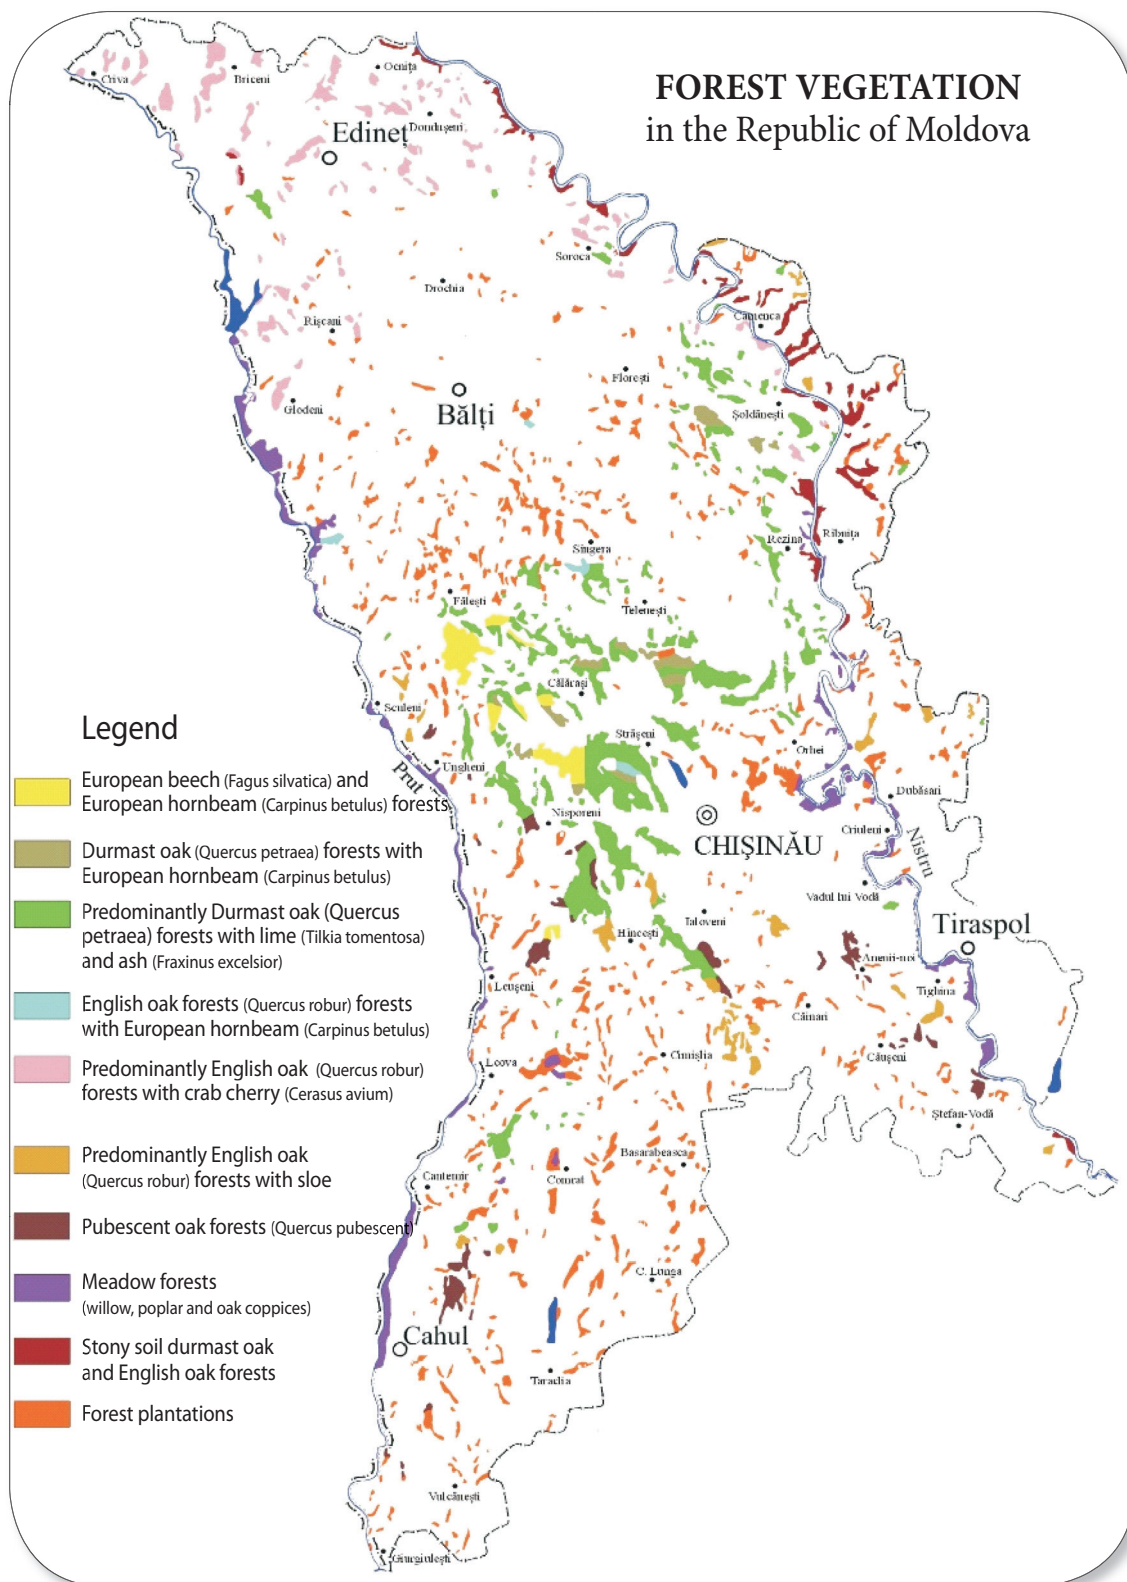 FOREST VEGETATION
in the Republic of Moldova
Criva
Briceni
Ocnița
Dondușeni
Edineț
Soroca
Drochia
Rîșcani
Camenca
Florești
Glodeni
Bălți
Șoldănești
Rezina
Rîbnița
Sîngera
Fălești
Telenești
Călărași
Sculeni
Strășeni
Orhei
Ungheni
Prut
Dubăsari
Nisporeni
CHIŞINĂU
Criuleni
Nistru
Vadul lui Vodă
Ialoveni
Tiraspol
Hîncești
Anenii-noi
Leușeni
Tighina
Căinari
Leova
Cimișlia
Căușeni
Ștefan-Vodă
Basarabeasca
Cantemir
Comrat
C. Lunga
Cahul
Taraclia
Vulcănești
Giurgiulești
Legend
European beech (Fagus silvatica) and
European hornbeam (Carpinus betulus) forests
Durmast oak (Quercus petraea) forests with
European hornbeam (Carpinus betulus)
Predominantly Durmast oak (Quercus
petraea) forests with lime (Tilkia tomentosa)
and ash (Fraxinus excelsior)
English oak forests (Quercus robur) forests
with European hornbeam (Carpinus betulus)
Predominantly English oak (Quercus robur)
forests with crab cherry (Cerasus avium)
Predominantly English oak
(Quercus robur) forests with sloe
Pubescent oak forests (Quercus pubescent)
Meadow forests
(willow, poplar and oak coppices)
Stony soil durmast oak
and English oak forests
Forest plantations